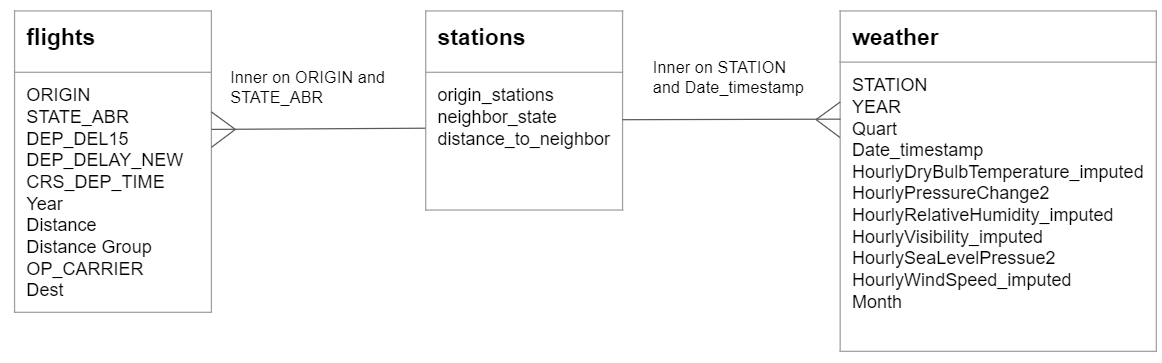 flights
ORIGIN
STATE_ABR
DEP_DEL15
DEP_DELAY_NEW
CRS_DEP_TIME
Year
Distance
Distance Group
OP_CARRIER
Dest
Inner on ORIGIN and
STATE_ABR
stations
origin_stations
neighbor_state
distance_to_neighbor
Inner on STATION
and Date_timestamp
weather
STATION
YEAR
Quart
Date_timestamp
HourlyDryBulbTemperature_imputed
HourlyPressureChange2
HourlyRelativeHumidity_imputed
HourlyVisibility_imputed
HourlySeaLevelPressue2
HourlyWindSpeed_imputed
Month